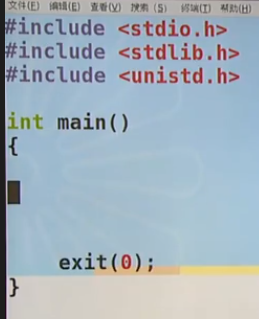 文件(F) 编辑(E) 查看(V) 搜索 (S) 终端(T) 帮助(H)
#include <stdio.h>
#include <stdlib.h>
#include <unistd.h>
int main()
{
exit(0);
}